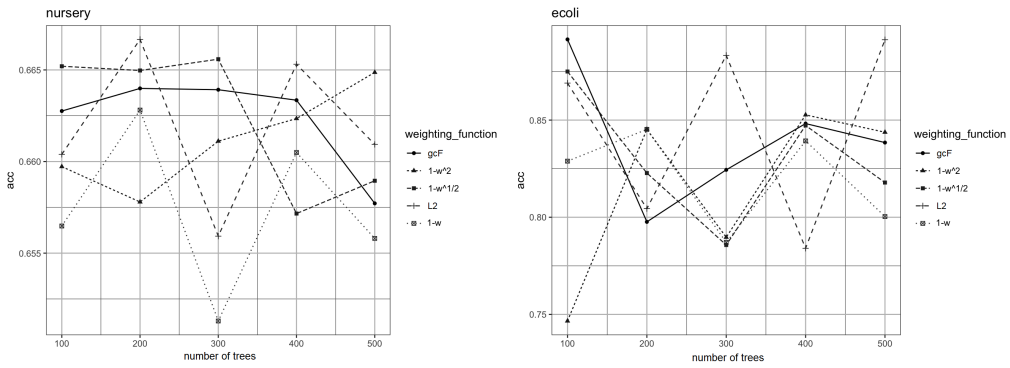 nursery
acc
0.665
0.660
0.655
100 200 300 400 500
number of trees
weighting_function
gcF
1-w^2
1-w^1/2
L2
1-w
ecoli
acc
0.85
0.80
0.75
100 200 300 400 500
number of trees
weighting_function
gcF
1-w^2
1-w^1/2
L2
1-w